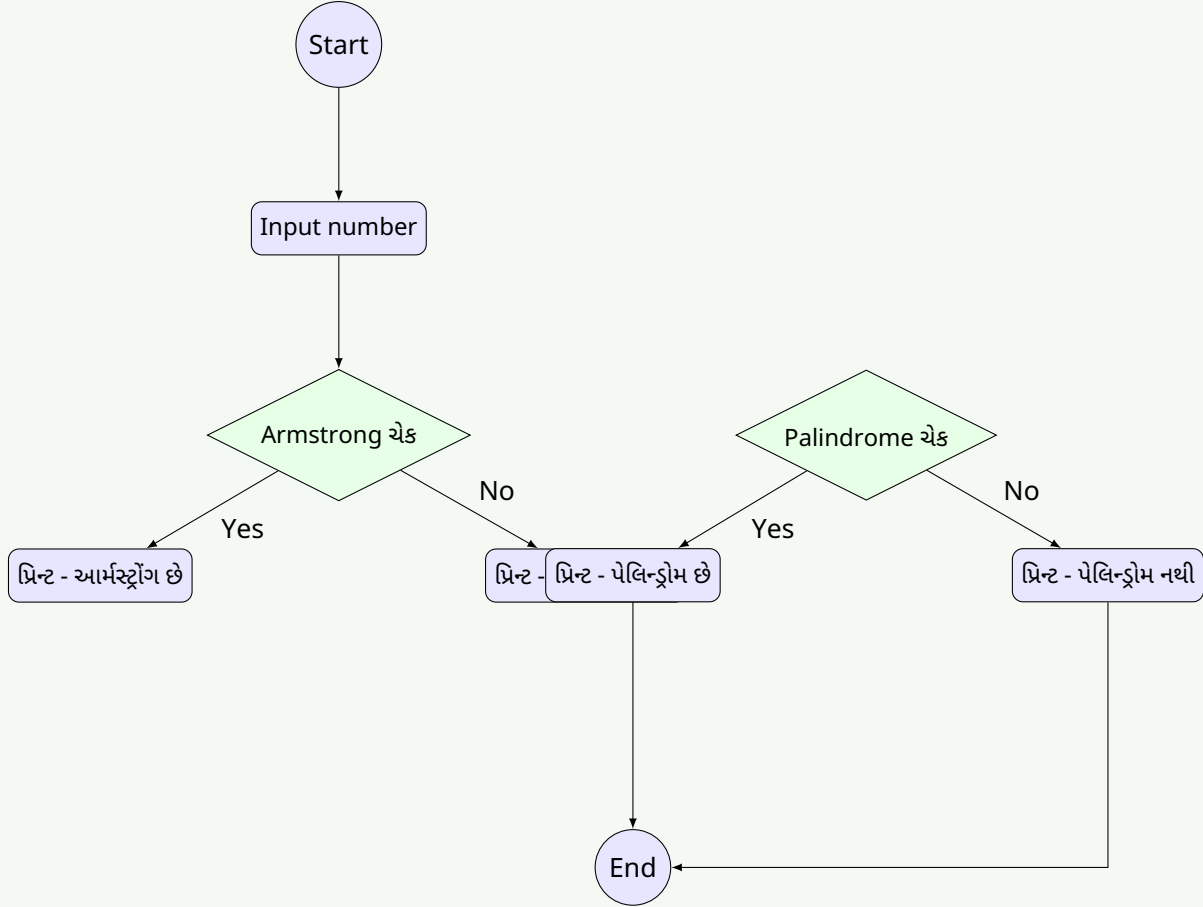 Start
Input number
Armstrong ચેક
Palindrome ચેક
No
No
Yes
Yes
પ્રિન્ટ - આર્મસ્ટ્રોંગ છે
પ્રિન્ટ -
પ્રિન્ટ - પેલિન્ડ્રોમ છે
પ્રિન્ટ - પેલિન્ડ્રોમ નથી
End